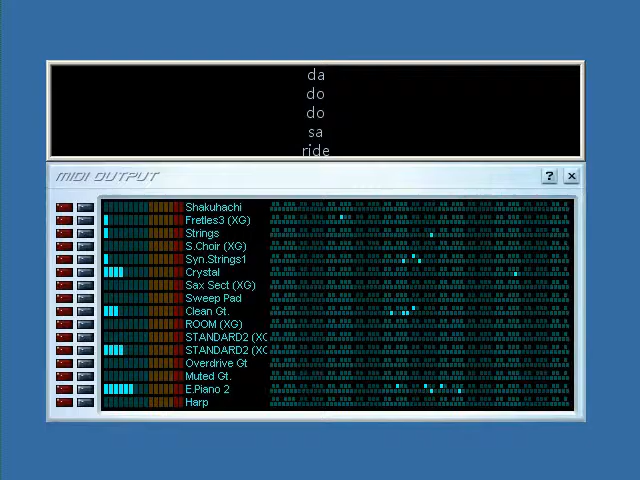 da
do
do
sa
ride
MIDI OUTPUT
?
×
Shakuhachi
Fretles3 (XG)
Strings
S.Choir (XG)
Syn.Strings1
Crystal
Sax Sect (XG)
Sweep Pad
Clean Gt.
ROOM (XG)
STANDARD2 (XG
STANDARD2 (XG
Overdrive Gt
Muted Gt.
E.Piano 2
Harp